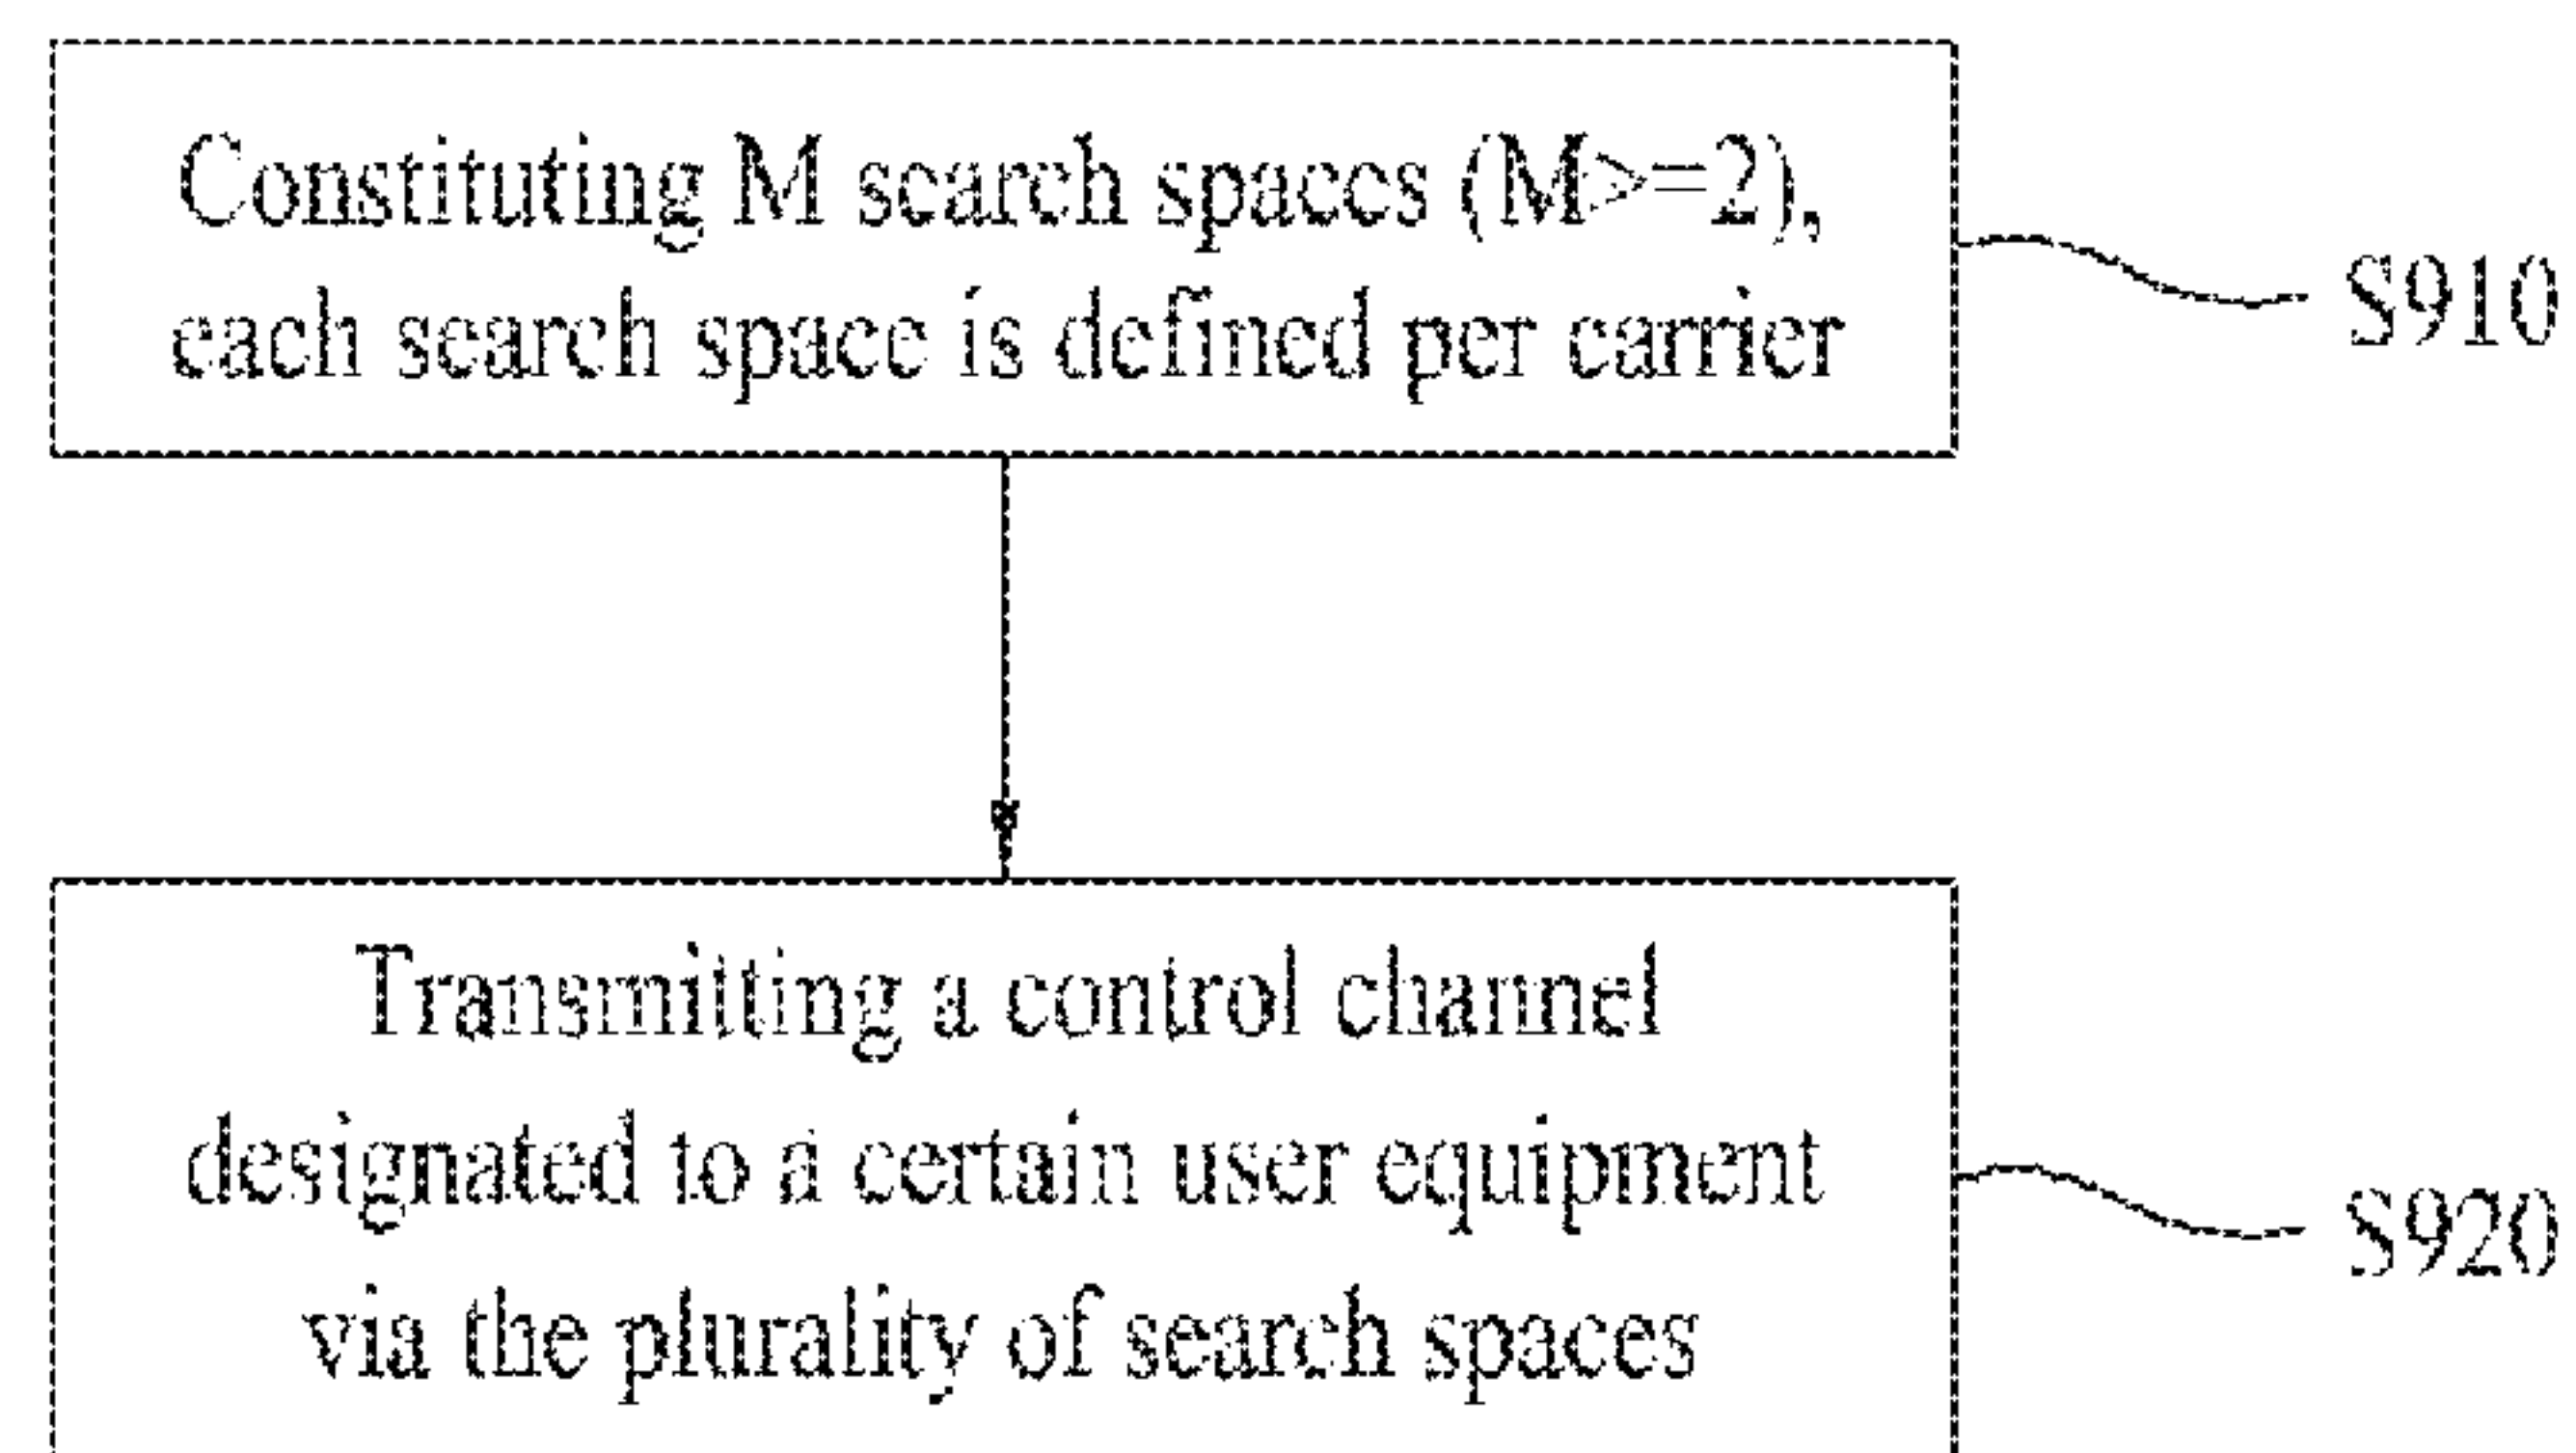 Constituting M search spaces (M>=2),
each search space is defined per carrier
S910
Transmitting a control channel
designated to a certain user equipment
via the plurality of search spaces
S920